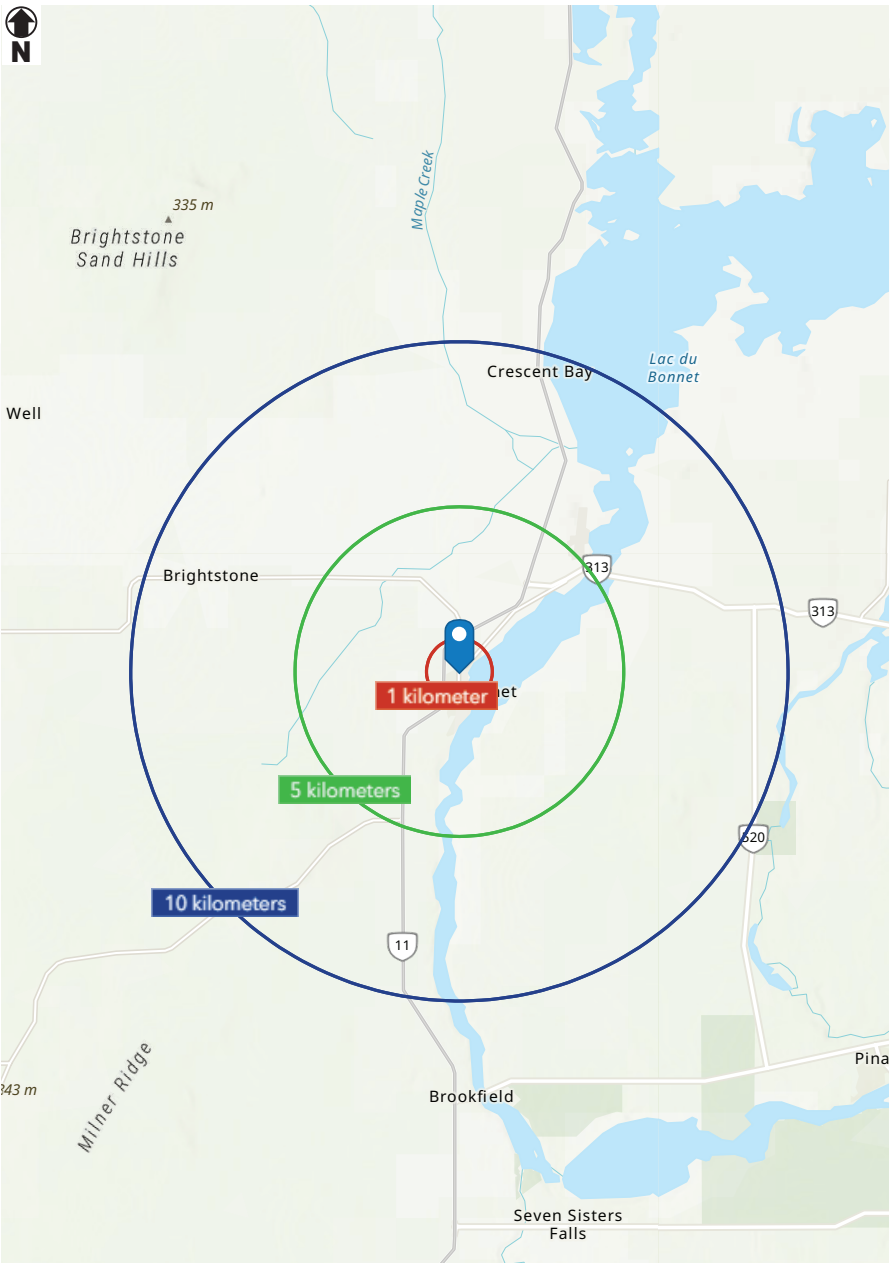 N
335 m
Brightstone
Sand Hills
Maple Creek
Crescent Bay
Lac du
Bonnet
Well
Brightstone
313
313
1 kilometer
5 kilometers
520
10 kilometers
11
Milner Ridge
Brookfield
Seven Sisters
Falls